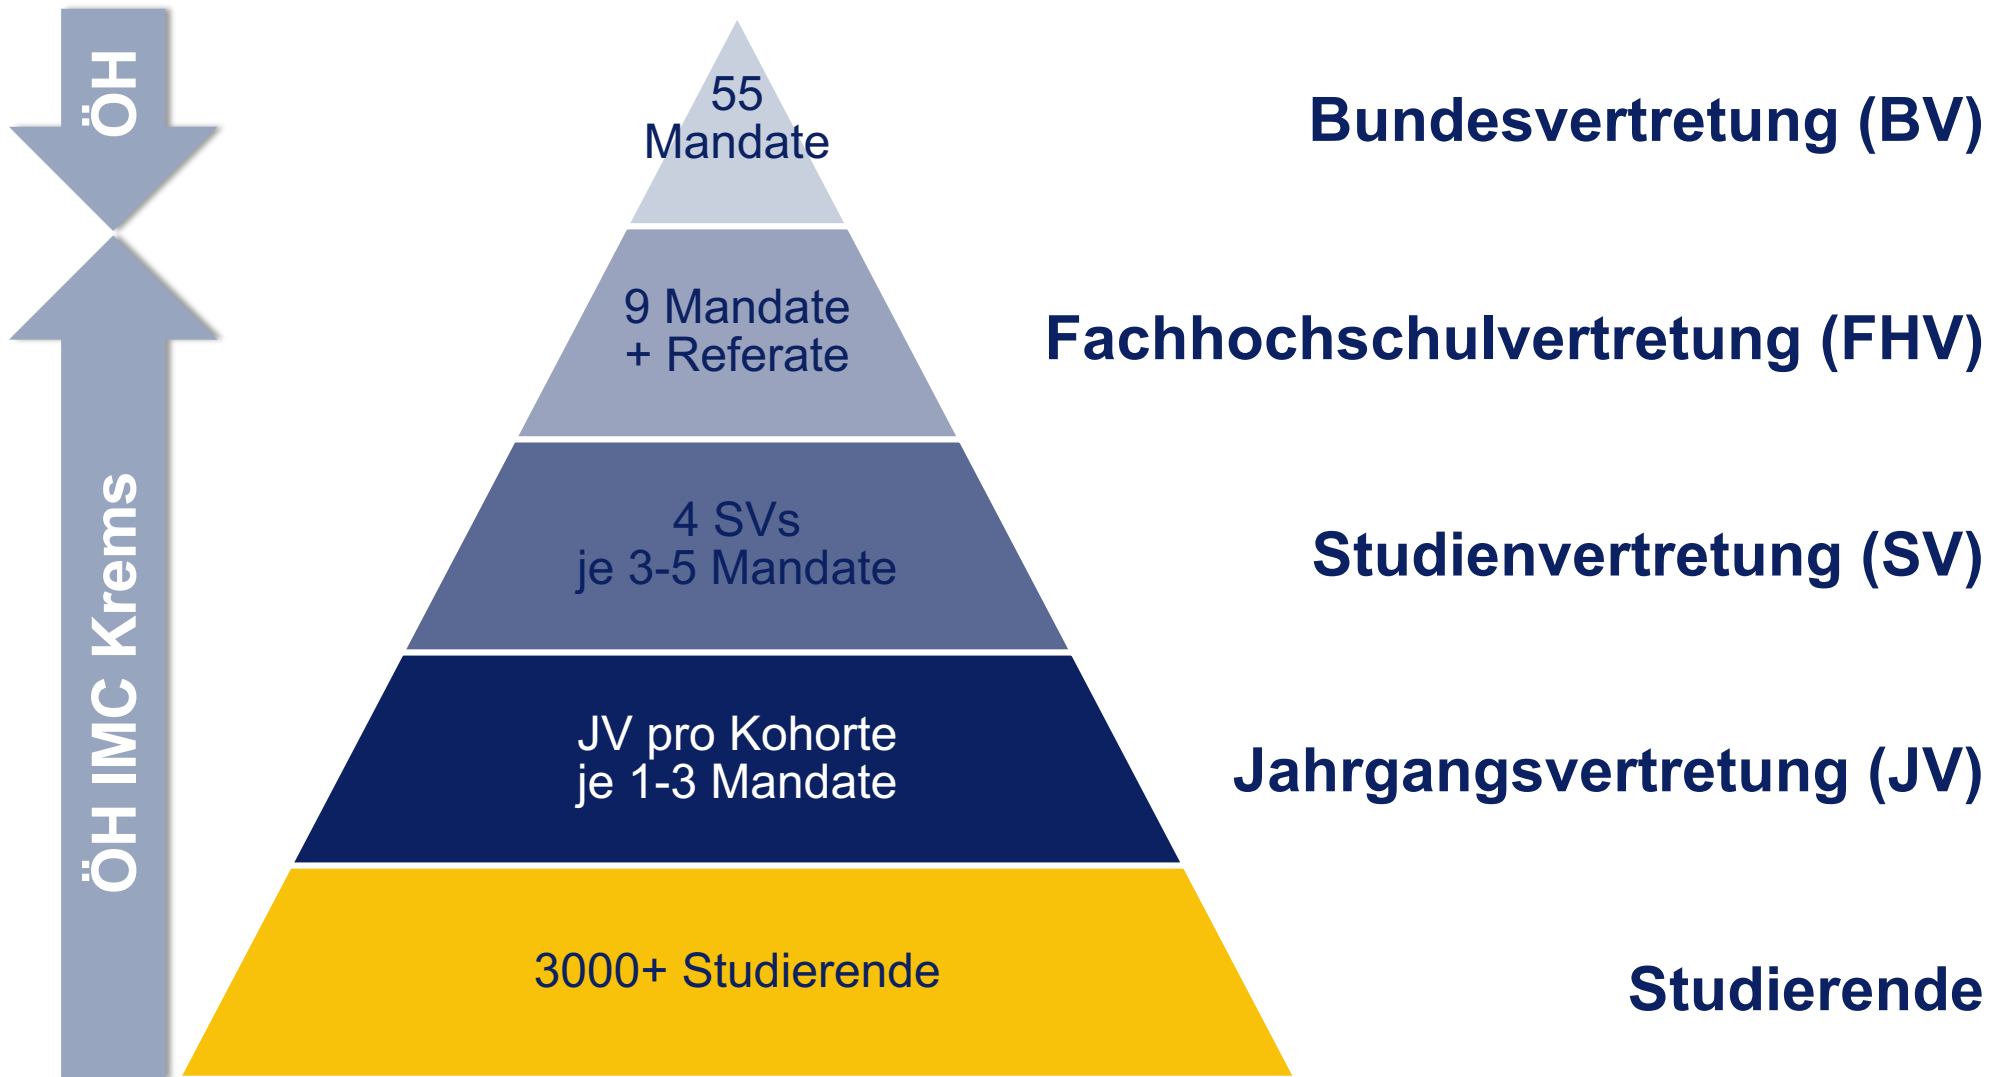 ÖH
55
Mandate
Bundesvertretung (BV)
9 Mandate
+ Referate
Fachhochschulvertretung (FHV)
ÖH IMC Krems
4 SVs
je 3-5 Mandate
Studienvertretung (SV)
JV pro Kohorte
je 1-3 Mandate
Jahrgangsvertretung (JV)
3000+ Studierende
Studierende